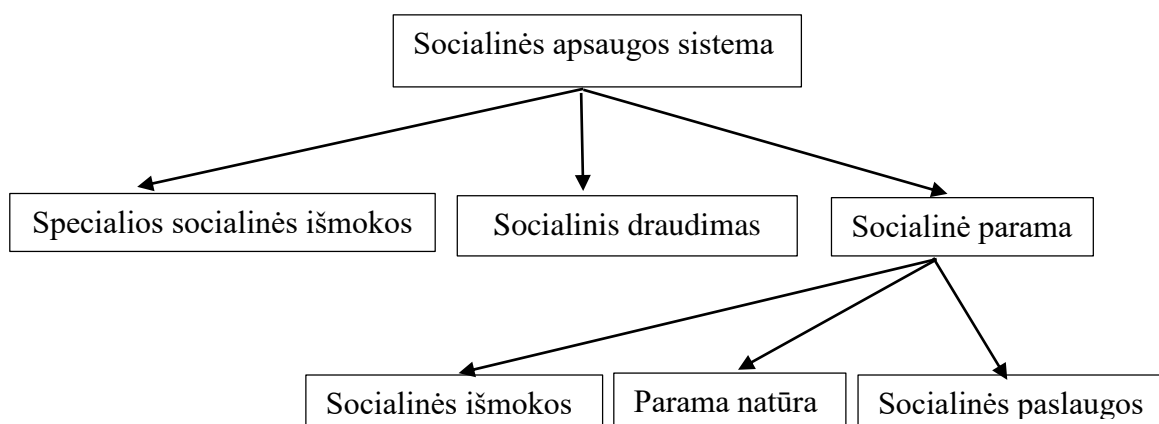 Socialinės apsaugos sistema
Specialios socialinės išmokos
Socialinis draudimas
Socialinė parama
Socialinės išmokos
Parama natūra
Socialinės paslaugos